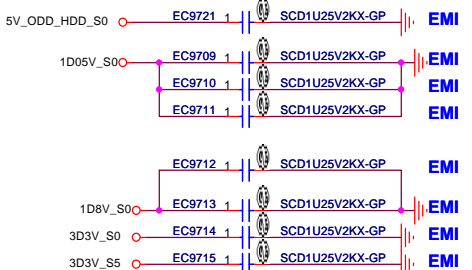 5V_ODD_HDD_S0 EC9721 1 SCD1U25V2KX-GP EMI
1D05V_S0 EC9709 1 SCD1U25V2KX-GP EMI
EC9710 1 SCD1U25V2KX-GP EMI
EC9711 1 SCD1U25V2KX-GP EMI
EC9712 1 SCD1U25V2KX-GP EMI
1D8V_S0 EC9713 1 SCD1U25V2KX-GP EMI
3D3V_S0 EC9714 1 SCD1U25V2KX-GP EMI
3D3V_S5 EC9715 1 SCD1U25V2KX-GP EMI